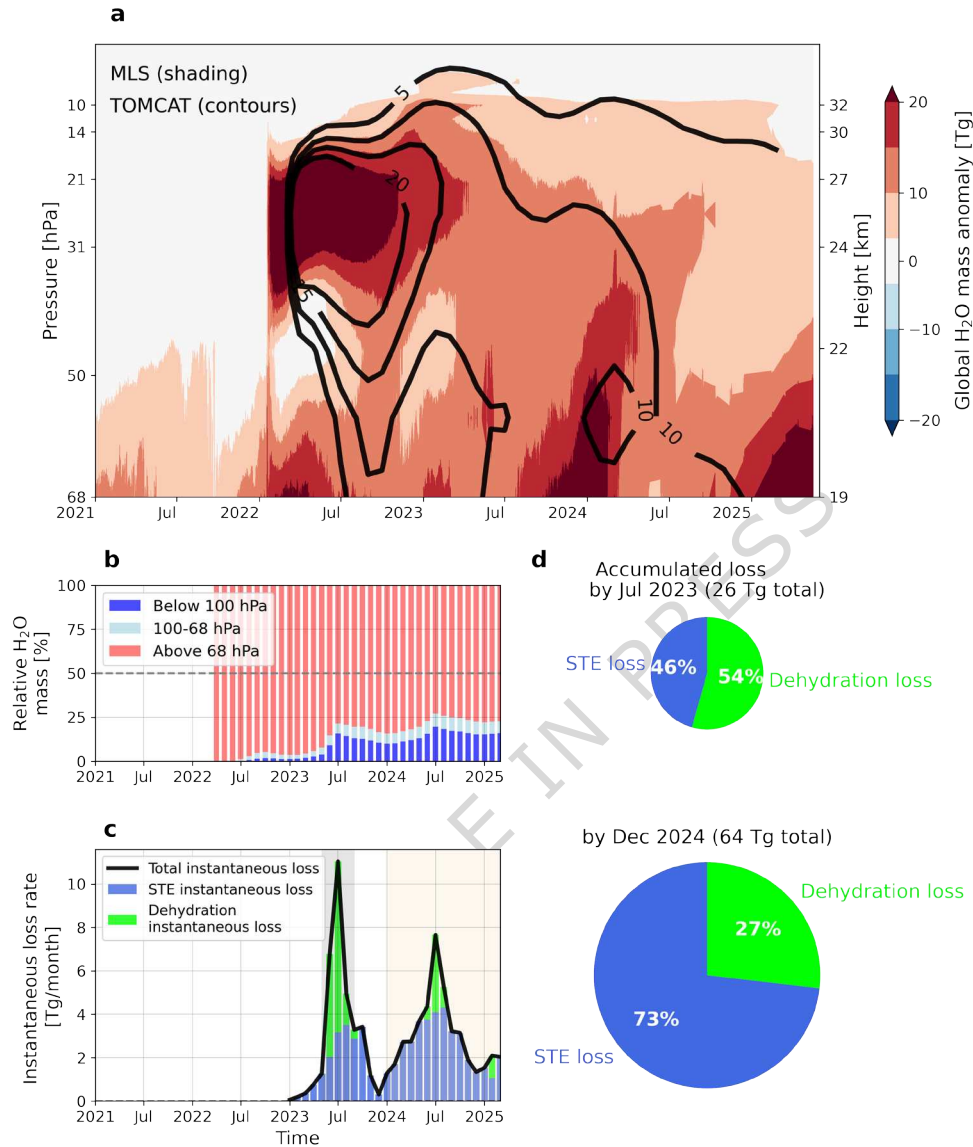 a
MLS (shading)
TOMCAT (contours)
Pressure [hPa]
10
14
21
31
50
68
5
20
15
10
10
32
30
27
24
22
19
Height [km]
20
10
0
−10
−20
Global H₂O mass anomaly [Tg]
2021
Jul
2022
Jul
2023
Jul
2024
Jul
2025
b
Relative H₂O
mass [%]
100
75
50
25
0
Below 100 hPa
100-68 hPa
Above 68 hPa
2021
Jul
2022
Jul
2023
Jul
2024
Jul
2025
c
Instantaneous loss rate
[Tg/month]
10
8
6
4
2
0
Total instantaneous loss
STE instantaneous loss
Dehydration
instantaneous loss
2021
Jul
2022
Jul
2023
Jul
2024
Jul
2025
Time
d
Accumulated loss
by Jul 2023 (26 Tg total)
STE loss
46%
54%
Dehydration loss
by Dec 2024 (64 Tg total)
Dehydration loss
27%
73%
STE loss
E IN PRESS